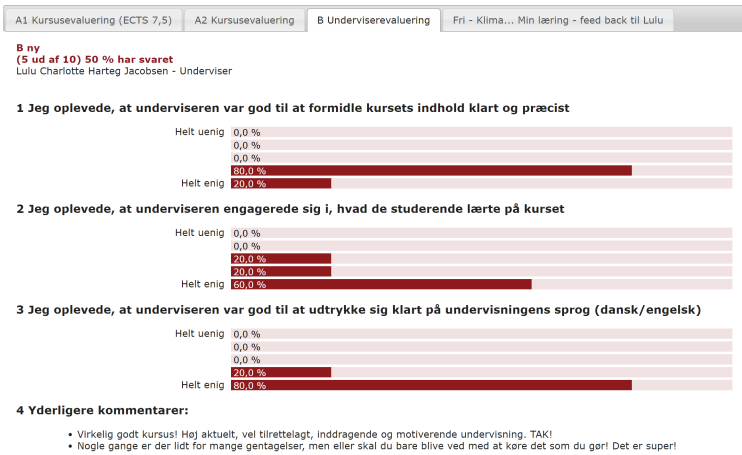 A1 Kursusevaluering (ECTS 7,5)
A2 Kursusevaluering
B Underviserevaluering
Fri - Klima... Min læring - feed back til Lulu
B ny
(5 ud af 10) 50 % har svaret
Lulu Charlotte Harteg Jacobsen - Underviser
1 Jeg oplevede, at underviseren var god til at formidle kursets indhold klart og præcist
Helt uenig 0,0 %
0,0 %
0,0 %
80,0 %
Helt enig 20,0 %
2 Jeg oplevede, at underviseren engagerede sig i, hvad de studerende lærte på kurset
Helt uenig 0,0 %
0,0 %
20,0 %
20,0 %
Helt enig 60,0 %
3 Jeg oplevede, at underviseren var god til at udtrykke sig klart på undervisningens sprog (dansk/engelsk)
Helt uenig 0,0 %
0,0 %
0,0 %
20,0 %
Helt enig 80,0 %
4 Yderligere kommentarer:
• Virkelig godt kursus! Høj aktuelt, vel tilrettelagt, inddragende og motiverende undervisning. TAK!
• Nogle gange er der lidt for mange gentagelser, men eller skal du bare blive ved med at køre det som du gør! Det er super!